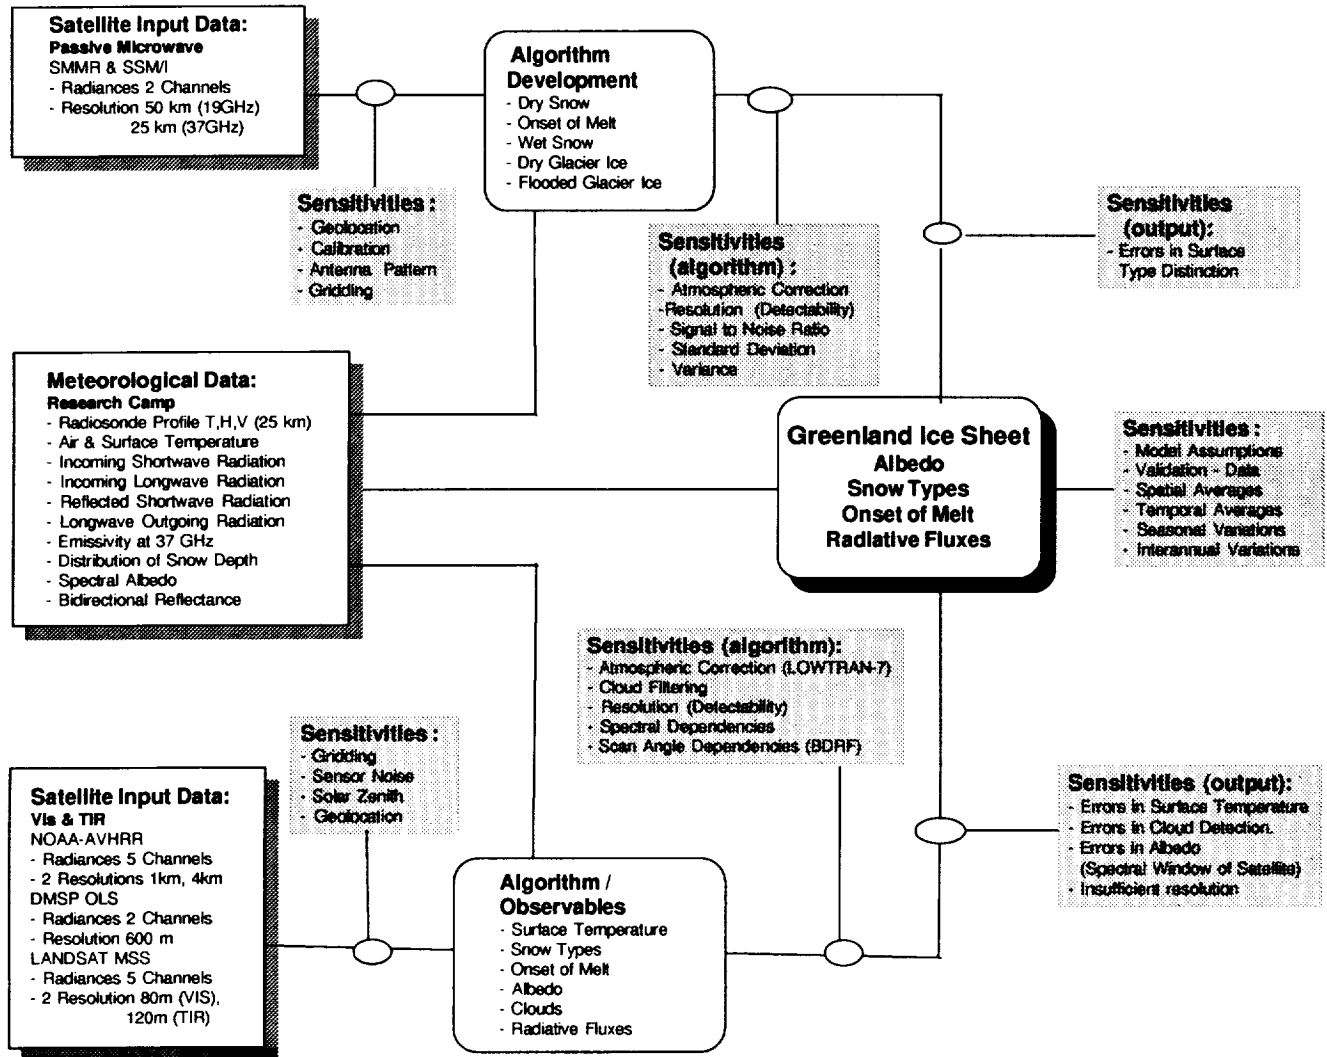 Satellite Input Data:
Passive Microwave
SMMR & SSM/I
- Radiances 2 Channels
- Resolution 50 km (19GHz)
25 km (37GHz)
Algorithm
Development
- Dry Snow
- Onset of Melt
- Wet Snow
- Dry Glacier Ice
- Flooded Glacier Ice
Sensitivities :
- Geolocation
- Calibration
- Antenna Pattern
- Gridding
Sensitivities
(algorithm) :
- Atmospheric Correction
-Resolution (Detectability)
- Signal to Noise Ratio
- Standard Deviation
- Variance
Sensitivities
(output):
- Errors in Surface
Type Distinction
Meteorological Data:
Research Camp
- Radiosonde Profile T,H,V (25 km)
- Air & Surface Temperature
- Incoming Shortwave Radiation
- Incoming Longwave Radiation
- Reflected Shortwave Radiation
- Longwave Outgoing Radiation
- Emissivity at 37 GHz
- Distribution of Snow Depth
- Spectral Albedo
- Bidirectional Reflectance
Greenland Ice Sheet
Albedo
Snow Types
Onset of Melt
Radiative Fluxes
Sensitivities :
- Model Assumptions
- Validation - Data
- Spatial Averages
- Temporal Averages
- Seasonal Variations
- Interannual Variations
Sensitivities (algorithm):
- Atmospheric Correction (LOWTRAN-7)
- Cloud Filtering
- Resolution (Detectability)
- Spectral Dependencies
- Scan Angle Dependencies (BDRF)
Sensitivities :
- Gridding
- Sensor Noise
- Solar Zenith
- Geolocation
Satellite Input Data:
Vis & TIR
NOAA-AVHRR
- Radiances 5 Channels
- 2 Resolutions 1km, 4km
DMSP OLS
- Radiances 2 Channels
- Resolution 600 m
LANDSAT MSS
- Radiances 5 Channels
- 2 Resolution 80m (VIS),
120m (TIR)
Algorithm /
Observables
- Surface Temperature
- Snow Types
- Onset of Melt
- Albedo
- Clouds
- Radiative Fluxes
Sensitivities (output):
- Errors in Surface Temperature
- Errors in Cloud Detection.
- Errors in Albedo
(Spectral Window of Satellite)
- Insufficient resolution